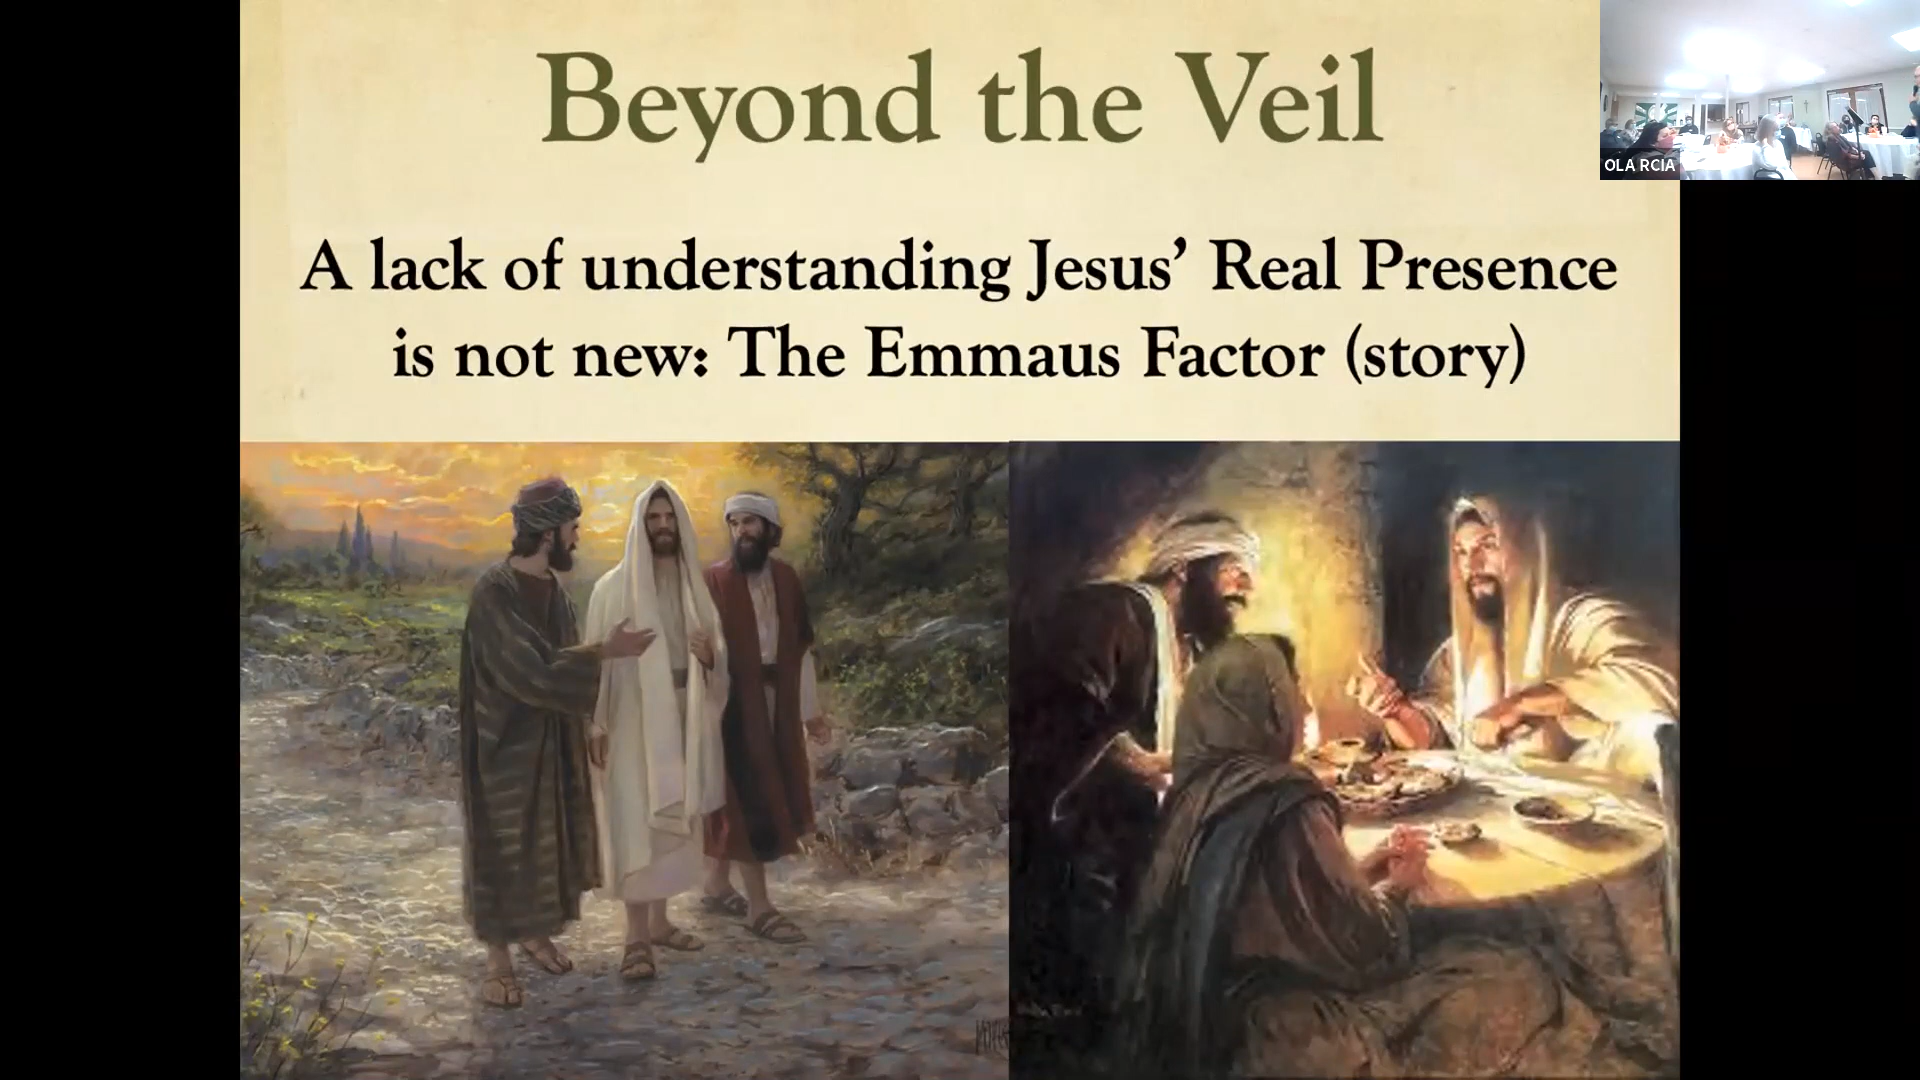 Beyond the Veil
A lack of understanding Jesus’ Real Presence
is not new: The Emmaus Factor (story)
OLA RCIA